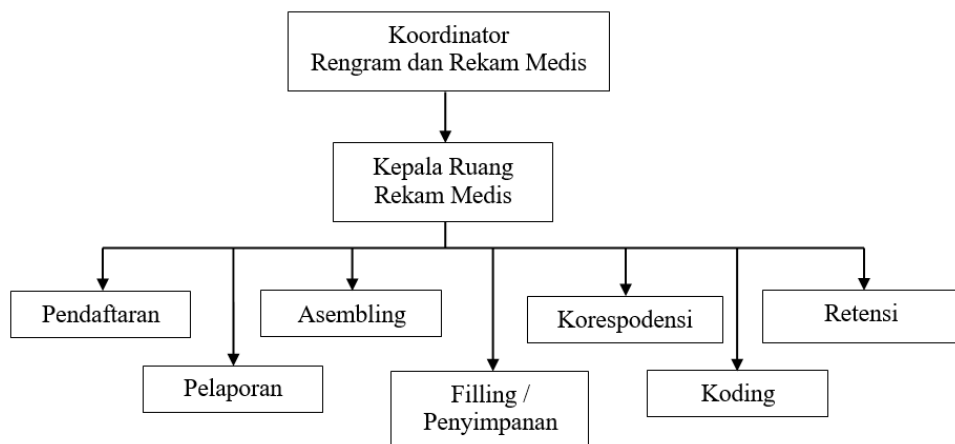 Koordinator
Rengram dan Rekam Medis
Kepala Ruang
Rekam Medis
Pendaftaran
Asembling
Korespodensi
Retensi
Pelaporan
Filling /
Penyimpanan
Koding